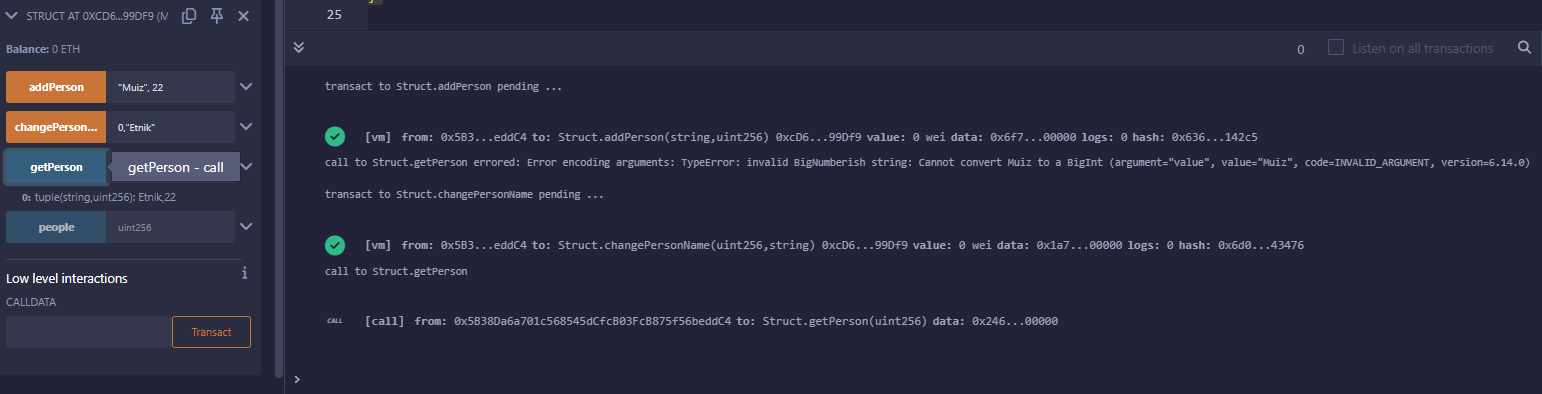 STRUCT AT 0XCD6...99DF9 (M
Balance: 0 ETH
addPerson "Muiz", 22
changePerson... 0,"Etnik"
getPerson getPerson - call
0: tuple(string,uint256): Etnik,22
people uint256
Low level interactions i
CALLDATA
Transact
25
0 Listen on all transactions
transact to Struct.addPerson pending ...
[vm] from: 0x5B3...eddC4 to: Struct.addPerson(string,uint256) 0xcD6...99Df9 value: 0 wei data: 0x6f7...00000 logs: 0 hash: 0x636...142c5
call to Struct.getPerson errored: Error encoding arguments: TypeError: invalid BigNumberish string: Cannot convert Muiz to a BigInt (argument="value", value="Muiz", code=INVALID_ARGUMENT, version=6.14.0)
transact to Struct.changePersonName pending ...
[vm] from: 0x5B3...eddC4 to: Struct.changePersonName(uint256,string) 0xcD6...99Df9 value: 0 wei data: 0x1a7...00000 logs: 0 hash: 0x6d0...43476
call to Struct.getPerson
CALL [call] from: 0x5B38Da6a701c568545dCfcB03FcB875f56beddC4 to: Struct.getPerson(uint256) data: 0x246...00000
>